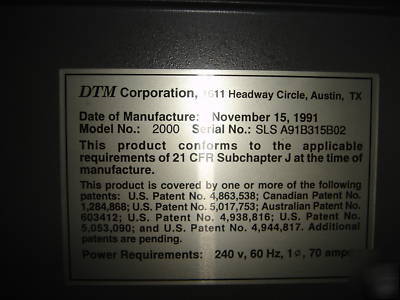 DTM Corporation, 1611 Headway Circle, Austin, TX
Date of Manufacture: November 15, 1991
Model No.: 2000 Serial No.: SLS A91B315B02
This product conforms to the applicable
requirements of 21 CFR Subchapter J at the time of
manufacture.
This product is covered by one or more of the following
patents: U.S. Patent No. 4,863,538; Canadian Patent No.
1,284,868; U.S. Patent No. 5,017,753; Australian Patent No.
603412; U.S. Patent No. 4,938,816; U.S. Patent No.
5,053,090; and U.S. Patent No. 4,944,817. Additional
patents are pending.
Power Requirements: 240 v, 60 Hz, 1ø, 70 amperes